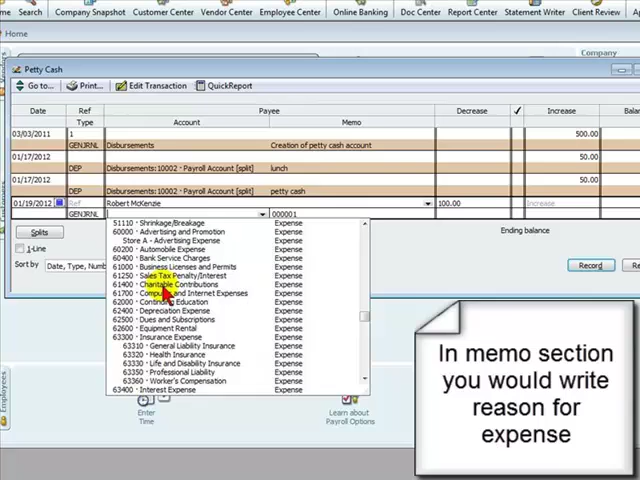 me Search Company Snapshot Customer Center Vendor Center Employee Center Online Banking Doc Center Report Center Statement Writer Client Review
Home
Company
Petty Cash
Go to... Print... Edit Transaction QuickReport
Date Ref Payee Decrease ✓ Increase Balan
Type Account Memo
03/03/2011 1 500.00
GENJRNL Disbursements Creation of petty cash account
01/17/2012 50.00
DEP Disbursements:10002 · Payroll Account [split] lunch
01/17/2012 50.00
DEP Disbursements:10002 · Payroll Account [split] petty cash
01/19/2012 Ref Robert McKenzie 100.00 Increase
GENJRNL 000001
Splits
1-Line
Sort by Date, Type, Numb
Ending balance
Record Re
51110 · Shrinkage/Breakage Expense
60000 · Advertising and Promotion Expense
Store A - Advertising Expense Expense
60200 · Automobile Expense Expense
60400 · Bank Service Charges Expense
61000 · Business Licenses and Permits Expense
61250 · Sales Tax Penalty/Interest Expense
61400 · Charitable Contributions Expense
61700 · Computer and Internet Expenses Expense
62000 · Continuing Education Expense
62400 · Depreciation Expense Expense
62500 · Dues and Subscriptions Expense
62600 · Equipment Rental Expense
63300 · Insurance Expense Expense
63310 · General Liability Insurance Expense
63320 · Health Insurance Expense
63330 · Life and Disability Insurance Expense
63350 · Professional Liability Expense
63360 · Worker's Compensation Expense
63400 · Interest Expense Expense
Employees
Enter
Time
Learn about
Payroll Options
In memo section
you would write
reason for
expense